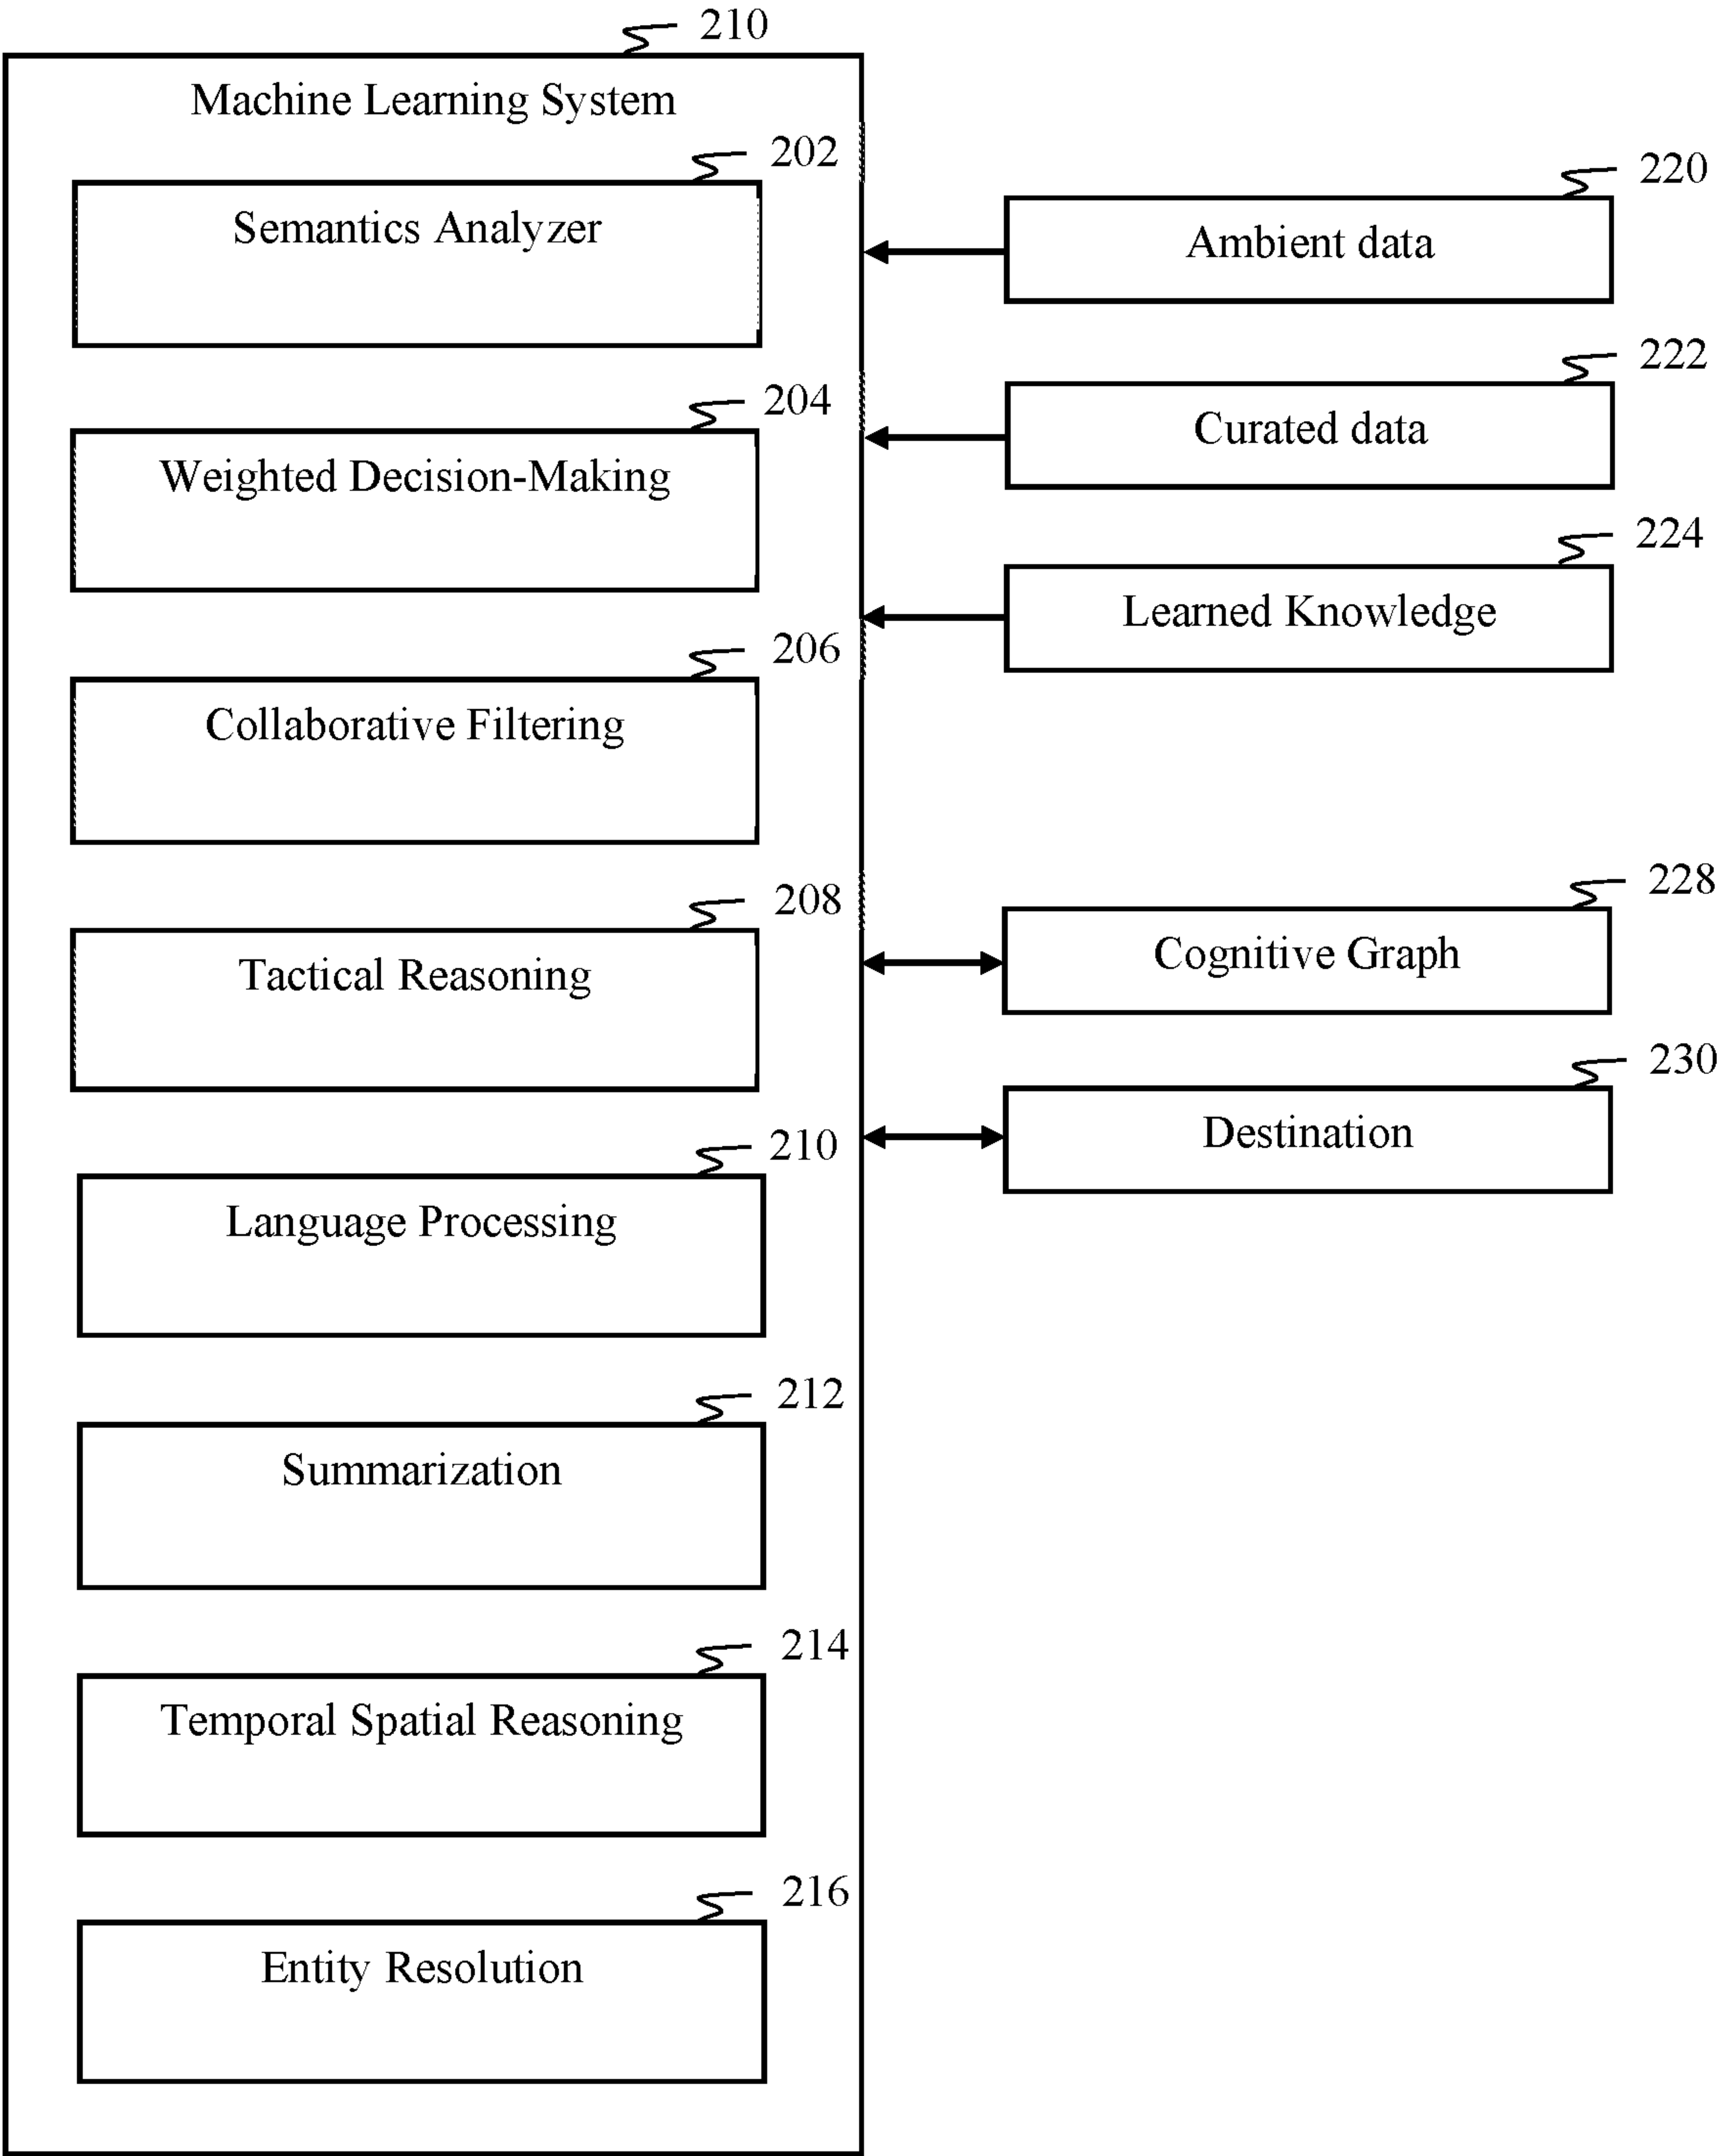 210
Machine Learning System
202
Semantics Analyzer
204
Weighted Decision-Making
206
Collaborative Filtering
208
Tactical Reasoning
210
Language Processing
212
Summarization
214
Temporal Spatial Reasoning
216
Entity Resolution
220
Ambient data
222
Curated data
224
Learned Knowledge
228
Cognitive Graph
230
Destination